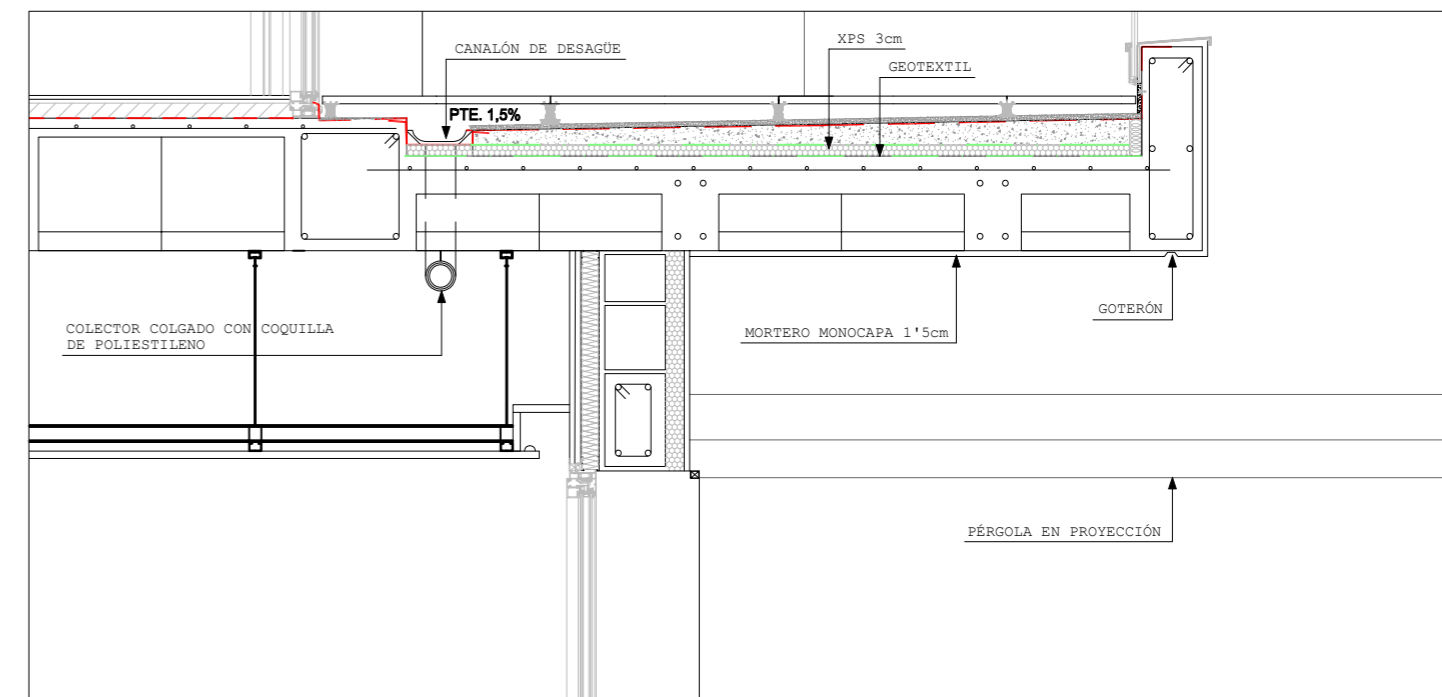 XPS 3cm
CANALÓN DE DESAGÜE
GEOTEXTIL
PTE. 1,5%
GOTERÓN
COLECTOR COLGADO CON COQUILLA
DE POLIESTILENO
MORTERO MONOCAPA 1'5cm
PÉRGOLA EN PROYECCIÓN